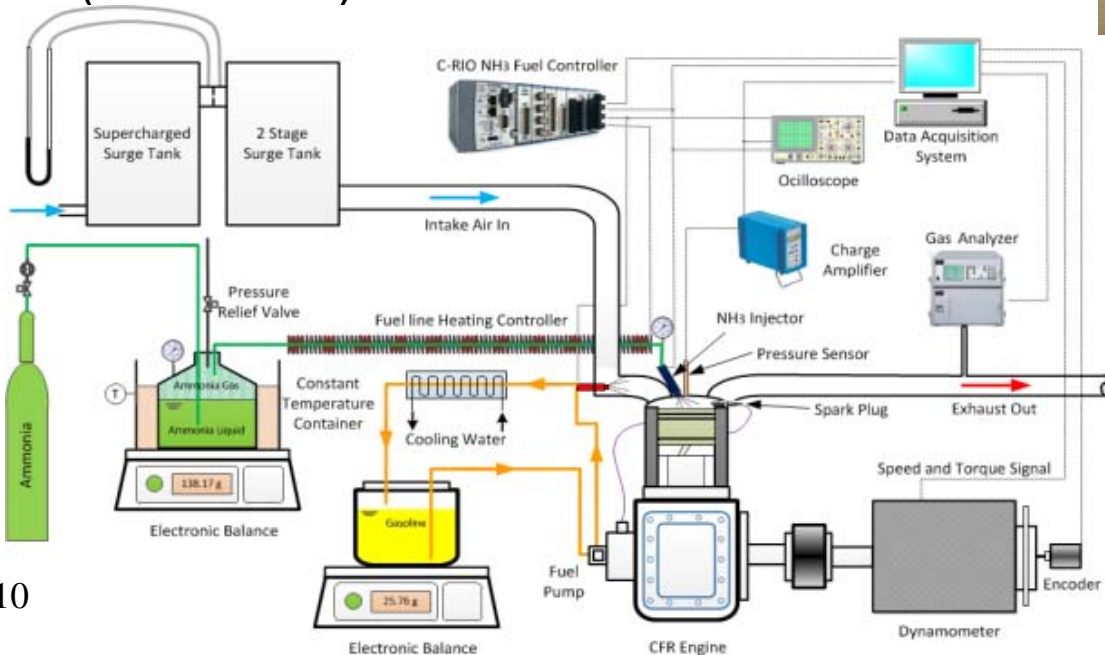 C-RIO NH3 Fuel Controller
Supercharged
Surge Tank
2 Stage
Surge Tank
Data Acquisition
System
Ocilloscope
Intake Air In
Charge
Amplifier
Gas Analyzer
Pressure
Relief Valve
Fuel line Heating Controller
NH3 Injector
Pressure Sensor
Ammonia Gas
Constant
Temperature
Container
T
Spark Plug
Exhaust Out
Ammonia
Ammonia Liquid
Cooling Water
138.17 g
Speed and Torque Signal
Electronic Balance
Gasoline
Fuel
Pump
Encoder
10
25.76 g
Dynamometer
Electronic Balance
CFR Engine